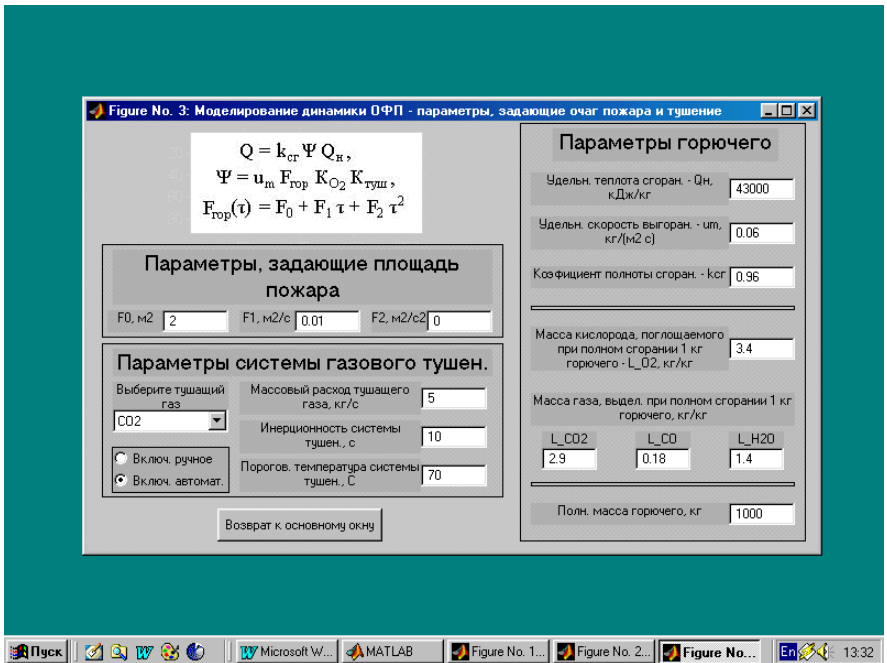 Figure No. 3: Моделирование динамики ОФП - параметры, задающие очаг пожара и тушение
Q = kсг Ψ Qн ,
Ψ = um Fгор KO2 Kтуш ,
Fгор(τ) = F0 + F1 τ + F2 τ2
Параметры, задающие площадь
пожара
F0, м2 2 F1, м2/с 0.01 F2, м2/с2 0
Параметры системы газового тушен.
Выберите тушащий
газ
CO2
Включ. ручное
Включ. автомат.
Массовый расход тушащего
газа, кг/с
5
Инерционность системы
тушен., с
10
Порогов. температура системы
тушен., С
70
Возврат к основному окну
Параметры горючего
Удельн. теплота сгоран. - Qн,
кДж/кг
43000
Удельн. скорость выгоран. - um,
кг/(м2 с)
0.06
Коэфициент полноты сгоран. - kсг 0.96
Масса кислорода, поглощаемого
при полном сгорании 1 кг
горючего - L_O2, кг/кг
3.4
Масса газа, выдел. при полном сгорании 1 кг
горючего, кг/кг
L_CO2 L_CO L_H2O
2.9 0.18 1.4
Полн. масса горючего, кг 1000
Пуск Microsoft W... MATLAB Figure No. 1... Figure No. 2... Figure No... En 13:32